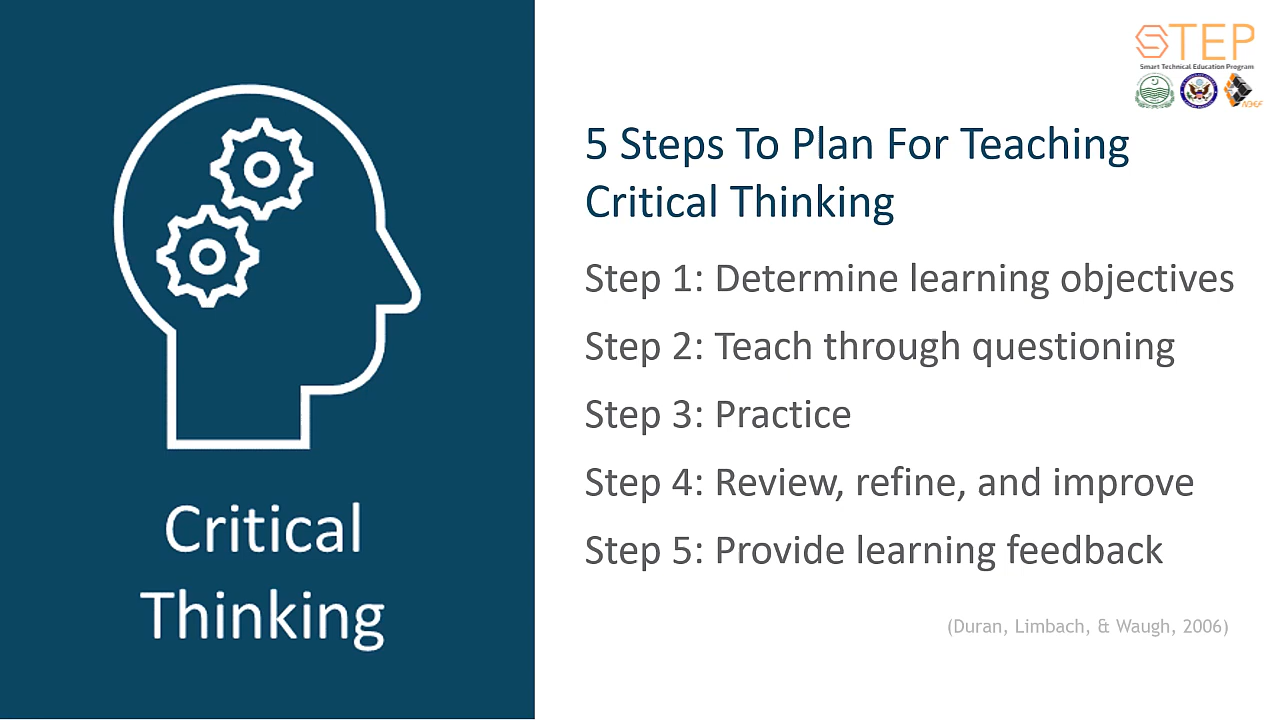 STEP
Smart Technical Education Program
5 Steps To Plan For Teaching
Critical Thinking
Step 1: Determine learning objectives
Step 2: Teach through questioning
Step 3: Practice
Step 4: Review, refine, and improve
Step 5: Provide learning feedback
(Duran, Limbach, & Waugh, 2006)
Critical
Thinking